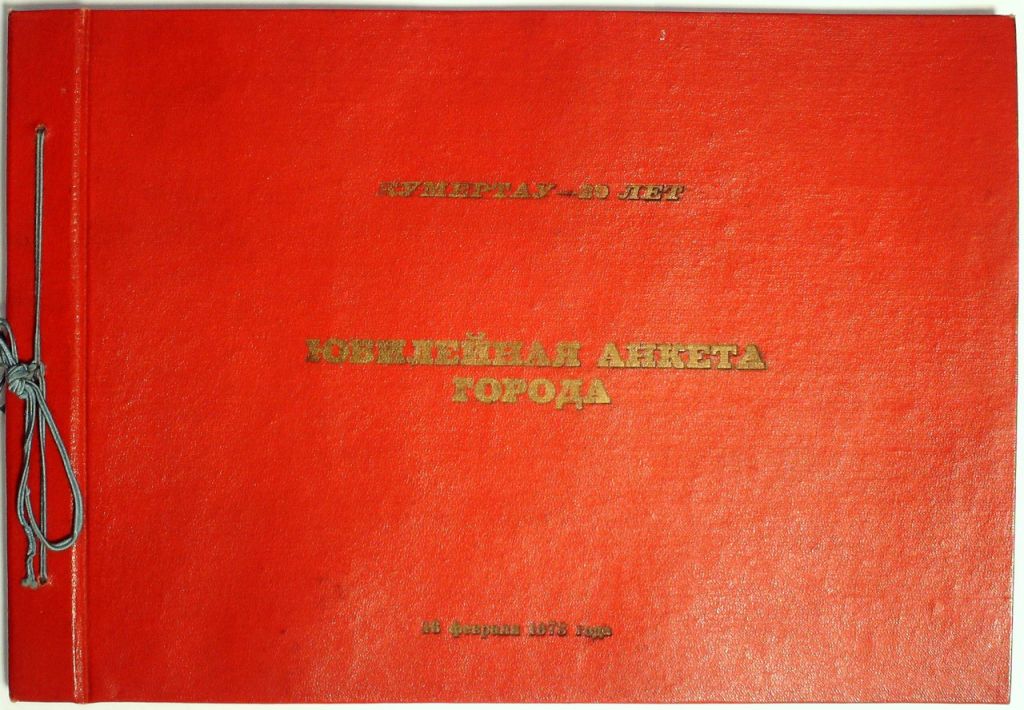 КУМЕРТАУ—20 ЛЕТ
ЮБИЛЕЙНАЯ АНКЕТА
ГОРОДА
16 февраля 1973 года